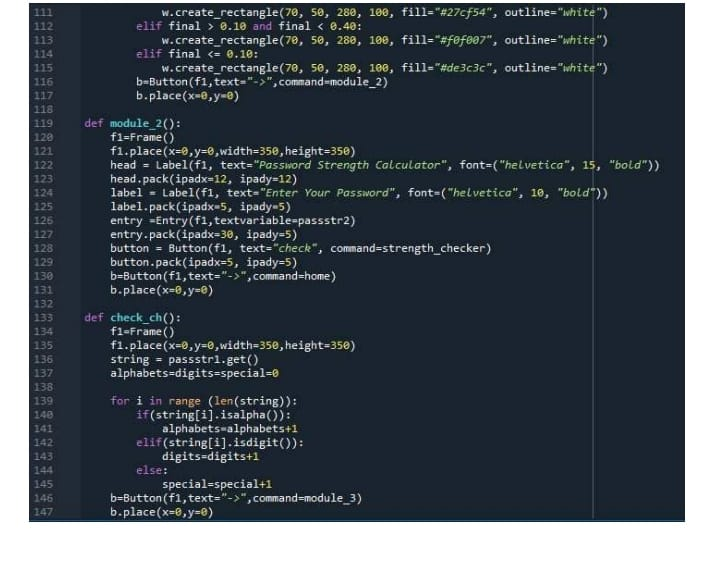 111 w.create_rectangle(70, 50, 280, 100, fill="#27cf54", outline="white")
112 elif final > 0.10 and final < 0.40:
113 w.create_rectangle(70, 50, 280, 100, fill="#f0f007", outline="white")
114 elif final <= 0.10:
115 w.create_rectangle(70, 50, 280, 100, fill="#de3c3c", outline="white")
116 b=Button(f1,text="->",command=module_2)
117 b.place(x=0,y=0)
118
119 def module_2():
120 f1=Frame()
121 f1.place(x=0,y=0,width=350,height=350)
122 head = Label(f1, text="Password Strength Calculator", font=("helvetica", 15, "bold"))
123 head.pack(ipadx=12, ipady=12)
124 label = Label(f1, text="Enter Your Password", font=("helvetica", 10, "bold"))
125 label.pack(ipadx=5, ipady=5)
126 entry =Entry(f1,textvariable=passstr2)
127 entry.pack(ipadx=30, ipady=5)
128 button = Button(f1, text="check", command=strength_checker)
129 button.pack(ipadx=5, ipady=5)
130 b=Button(f1,text="->",command=home)
131 b.place(x=0,y=0)
132
133 def check_ch():
134 f1=Frame()
135 f1.place(x=0,y=0,width=350,height=350)
136 string = passstr1.get()
137 alphabets=digits=special=0
138
139 for i in range (len(string)):
140 if(string[i].isalpha()):
141 alphabets=alphabets+1
142 elif(string[i].isdigit()):
143 digits=digits+1
144 else:
145 special=special+1
146 b=Button(f1,text="->",command=module_3)
147 b.place(x=0,y=0)